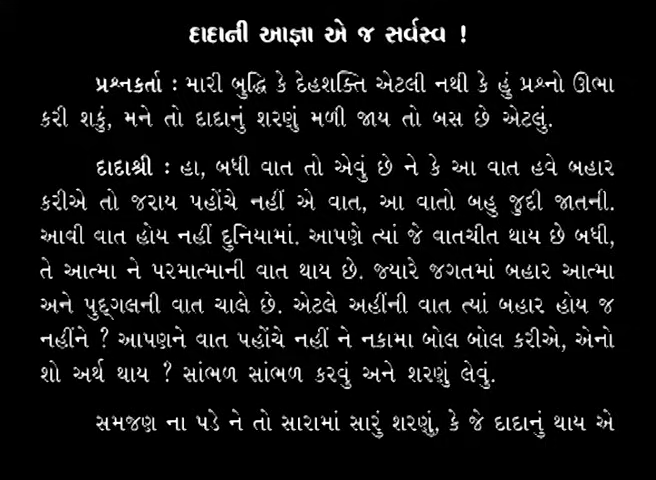 દાદાની આજ્ઞા એ જ સર્વસ્વ !
પ્રશ્નકર્તા : મારી બુદ્ધિ કે દેહશક્તિ એટલી નથી કે હું પ્રશ્નો ઊભા
કરી શકું, મને તો દાદાનું શરણું મળી જાય તો બસ છે એટલું.
દાદાશ્રી : હા, બધી વાત તો એવું છે ને કે આ વાત હવે બહાર
કરીએ તો જરાય પહોંચે નહીં એ વાત, આ વાતો બહુ જુદી જાતની.
આવી વાત હોય નહીં દુનિયામાં. આપણે ત્યાં જે વાતચીત થાય છે બધી,
તે આત્મા ને પરમાત્માની વાત થાય છે. જ્યારે જગતમાં બહાર આત્મા
અને પુદ્ગલની વાત ચાલે છે. એટલે અહીંની વાત ત્યાં બહાર હોય જ
નહીંને ? આપણને વાત પહોંચે નહીં ને નકામા બોલ બોલ કરીએ, એનો
શો અર્થ થાય ? સાંભળ સાંભળ કરવું અને શરણું લેવું.
સમજણ ના પડે ને તો સારામાં સારું શરણું, કે જે દાદાનું થાય એ